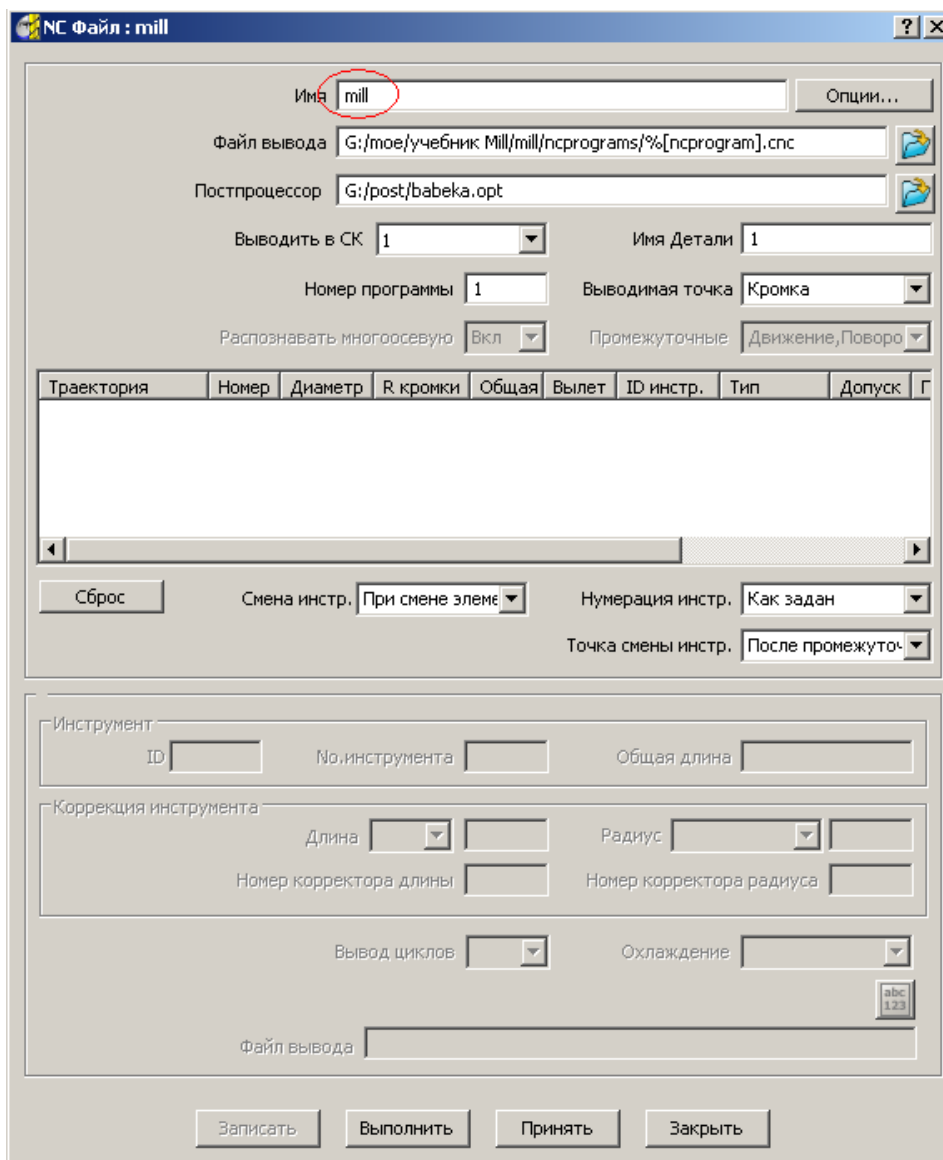 NC Файл : mill
Имя mill Опции...
Файл вывода G:/moe/учебник Mill/mill/ncprograms/%[ncprogram].cnc
Постпроцессор G:/post/babeka.opt
Выводить в СК 1 Имя Детали 1
Номер программы 1 Выводимая точка Кромка
Распознавать многоосевую Вкл Промежуточные Движение,Поворо
Траектория Номер Диаметр R кромки Общая Вылет ID инстр. Тип Допуск Г
Сброс Смена инстр. При смене элеме Нумерация инстр. Как задан
Точка смены инстр. После промежуточ
Инструмент
ID No.инструмента Общая длина
Коррекция инструмента
Длина Радиус
Номер корректора длины Номер корректора радиуса
Вывод циклов Охлаждение
abc
123
Файл вывода
Записать Выполнить Принять Закрыть